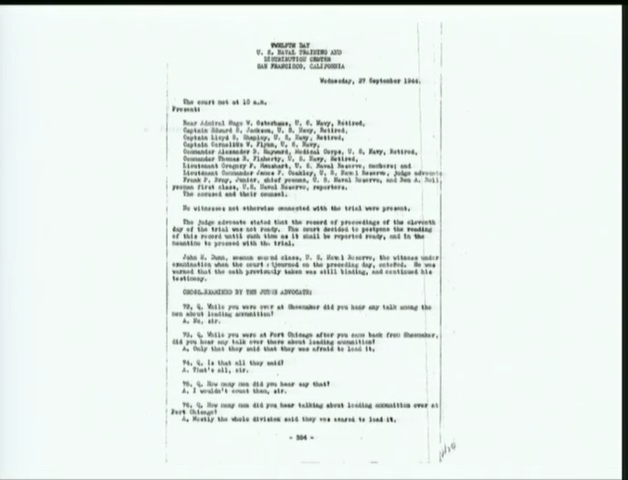 TWELFTH DAY
U. S. NAVAL TRAINING AND
DISTRIBUTION CENTER
SAN FRANCISCO, CALIFORNIA
Wednesday, 27 September 1944.
The court met at 10 a.m.
Present:
Rear Admiral Hugo W. Osterhaus, U. S. Navy, Retired,
Captain Edward S. Jackson, U. S. Navy, Retired,
Captain Lloyd S. Shapley, U. S. Navy, Retired,
Captain Cornelius W. Flynn, U. S. Navy,
Commander Alexander D. Hayward, Medical Corps, U. S. Navy, Retired,
Commander Thomas F. Fisherty, U. S. Navy, Retired,
Lieutenant Gregory F. U. S. Naval Reserve, members; and
Lieutenant Commander James F. Coakley, U. S. Naval Reserve, judge advocate
Frank P. Bray, Junior, chief yeoman, U. S. Naval Reserve, and Ben A.
yeoman first class, U.S. Naval Reserve, reporters.
The accused and their counsel.
No witnesses not otherwise connected with the trial were present.
The judge advocate stated that the record of proceedings of the eleventh
day of the trial was not ready. The court decided to postpone the reading
of this record until such time as it shall be reported ready, and in the
meantime to proceed with the trial.
John H. Dunn, seaman second class, U. S. Naval Reserve, the witness under
examination when the court adjourned on the preceding day, entered. He was
warned that the oath previously taken was still binding, and continued his
testimony.
CROSS-EXAMINED BY THE JUDGE ADVOCATE:
72. Q. While you were over at Shoemaker did you hear any talk among the
men about loading ammunition?
A. No, sir.
73. Q. While you were at Port Chicago after you came back from Shoemaker,
did you hear any talk over there about loading ammunition?
A. Only that they said that they was afraid to load it.
74. Q. Is that all they said?
A. That's all, sir.
75. Q. How many men did you hear say that?
A. I wouldn't count them, sir.
76. Q. How many men did you hear talking about loading ammunition over at
Port Chicago?
A. Mostly the whole division said they was scared to load it.